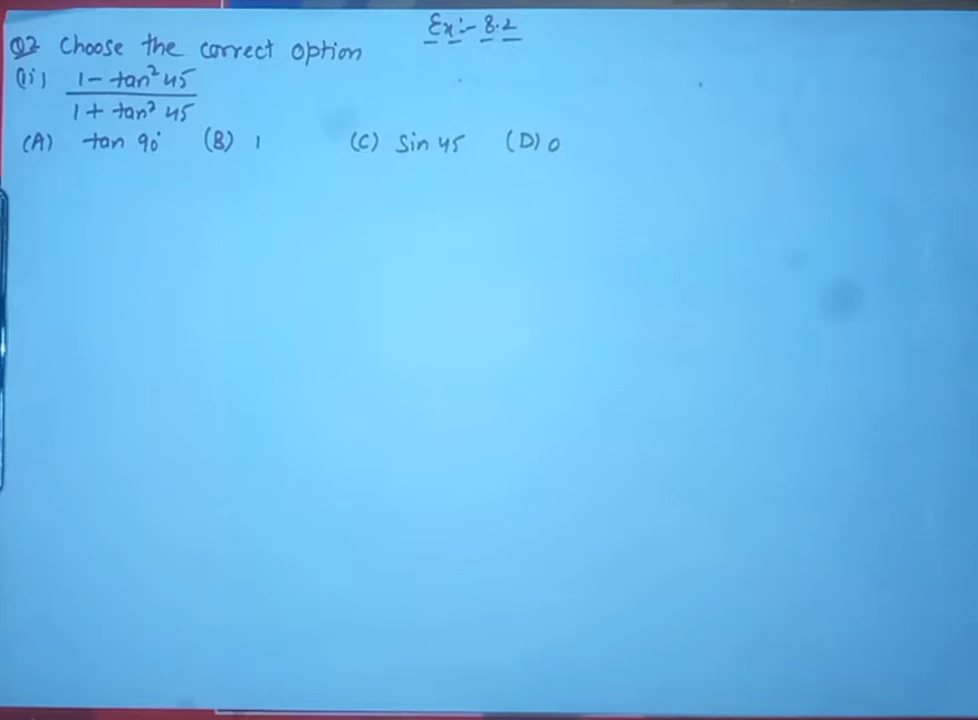 Ex:- 8.2
Q2 Choose the correct option
(ii) 1 - tan² 45
1 + tan² 45
(A) tan 90° (B) 1 (C) Sin 45 (D) 0